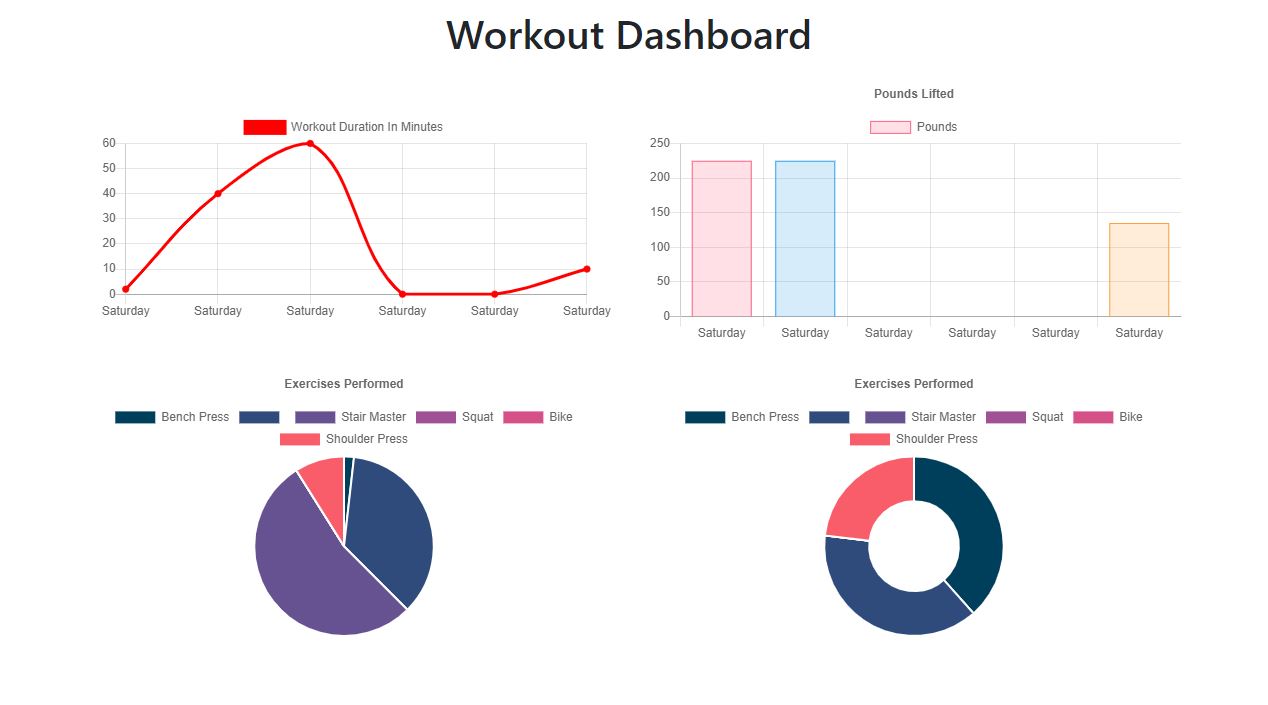 Workout Dashboard
Workout Duration In Minutes
60
50
40
30
20
10
0
Saturday Saturday Saturday Saturday Saturday Saturday
Pounds Lifted
Pounds
250
200
150
100
50
0
Saturday Saturday Saturday Saturday Saturday Saturday
Exercises Performed
Bench Press Stair Master Squat Bike
Shoulder Press
Exercises Performed
Bench Press Stair Master Squat Bike
Shoulder Press